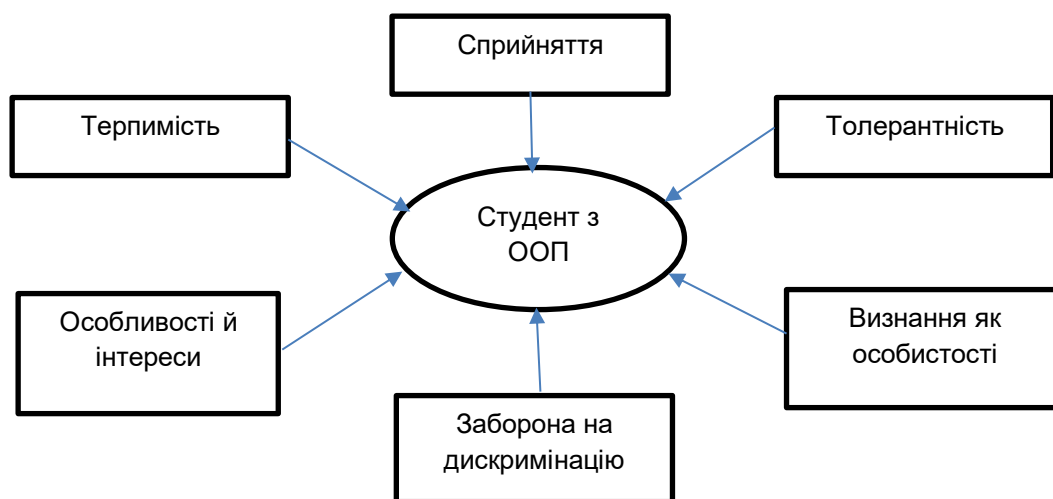 Сприйняття
Терпимість
Толерантність
Студент з
ООП
Особливості й
інтереси
Визнання як
особистості
Заборона на
дискримінацію